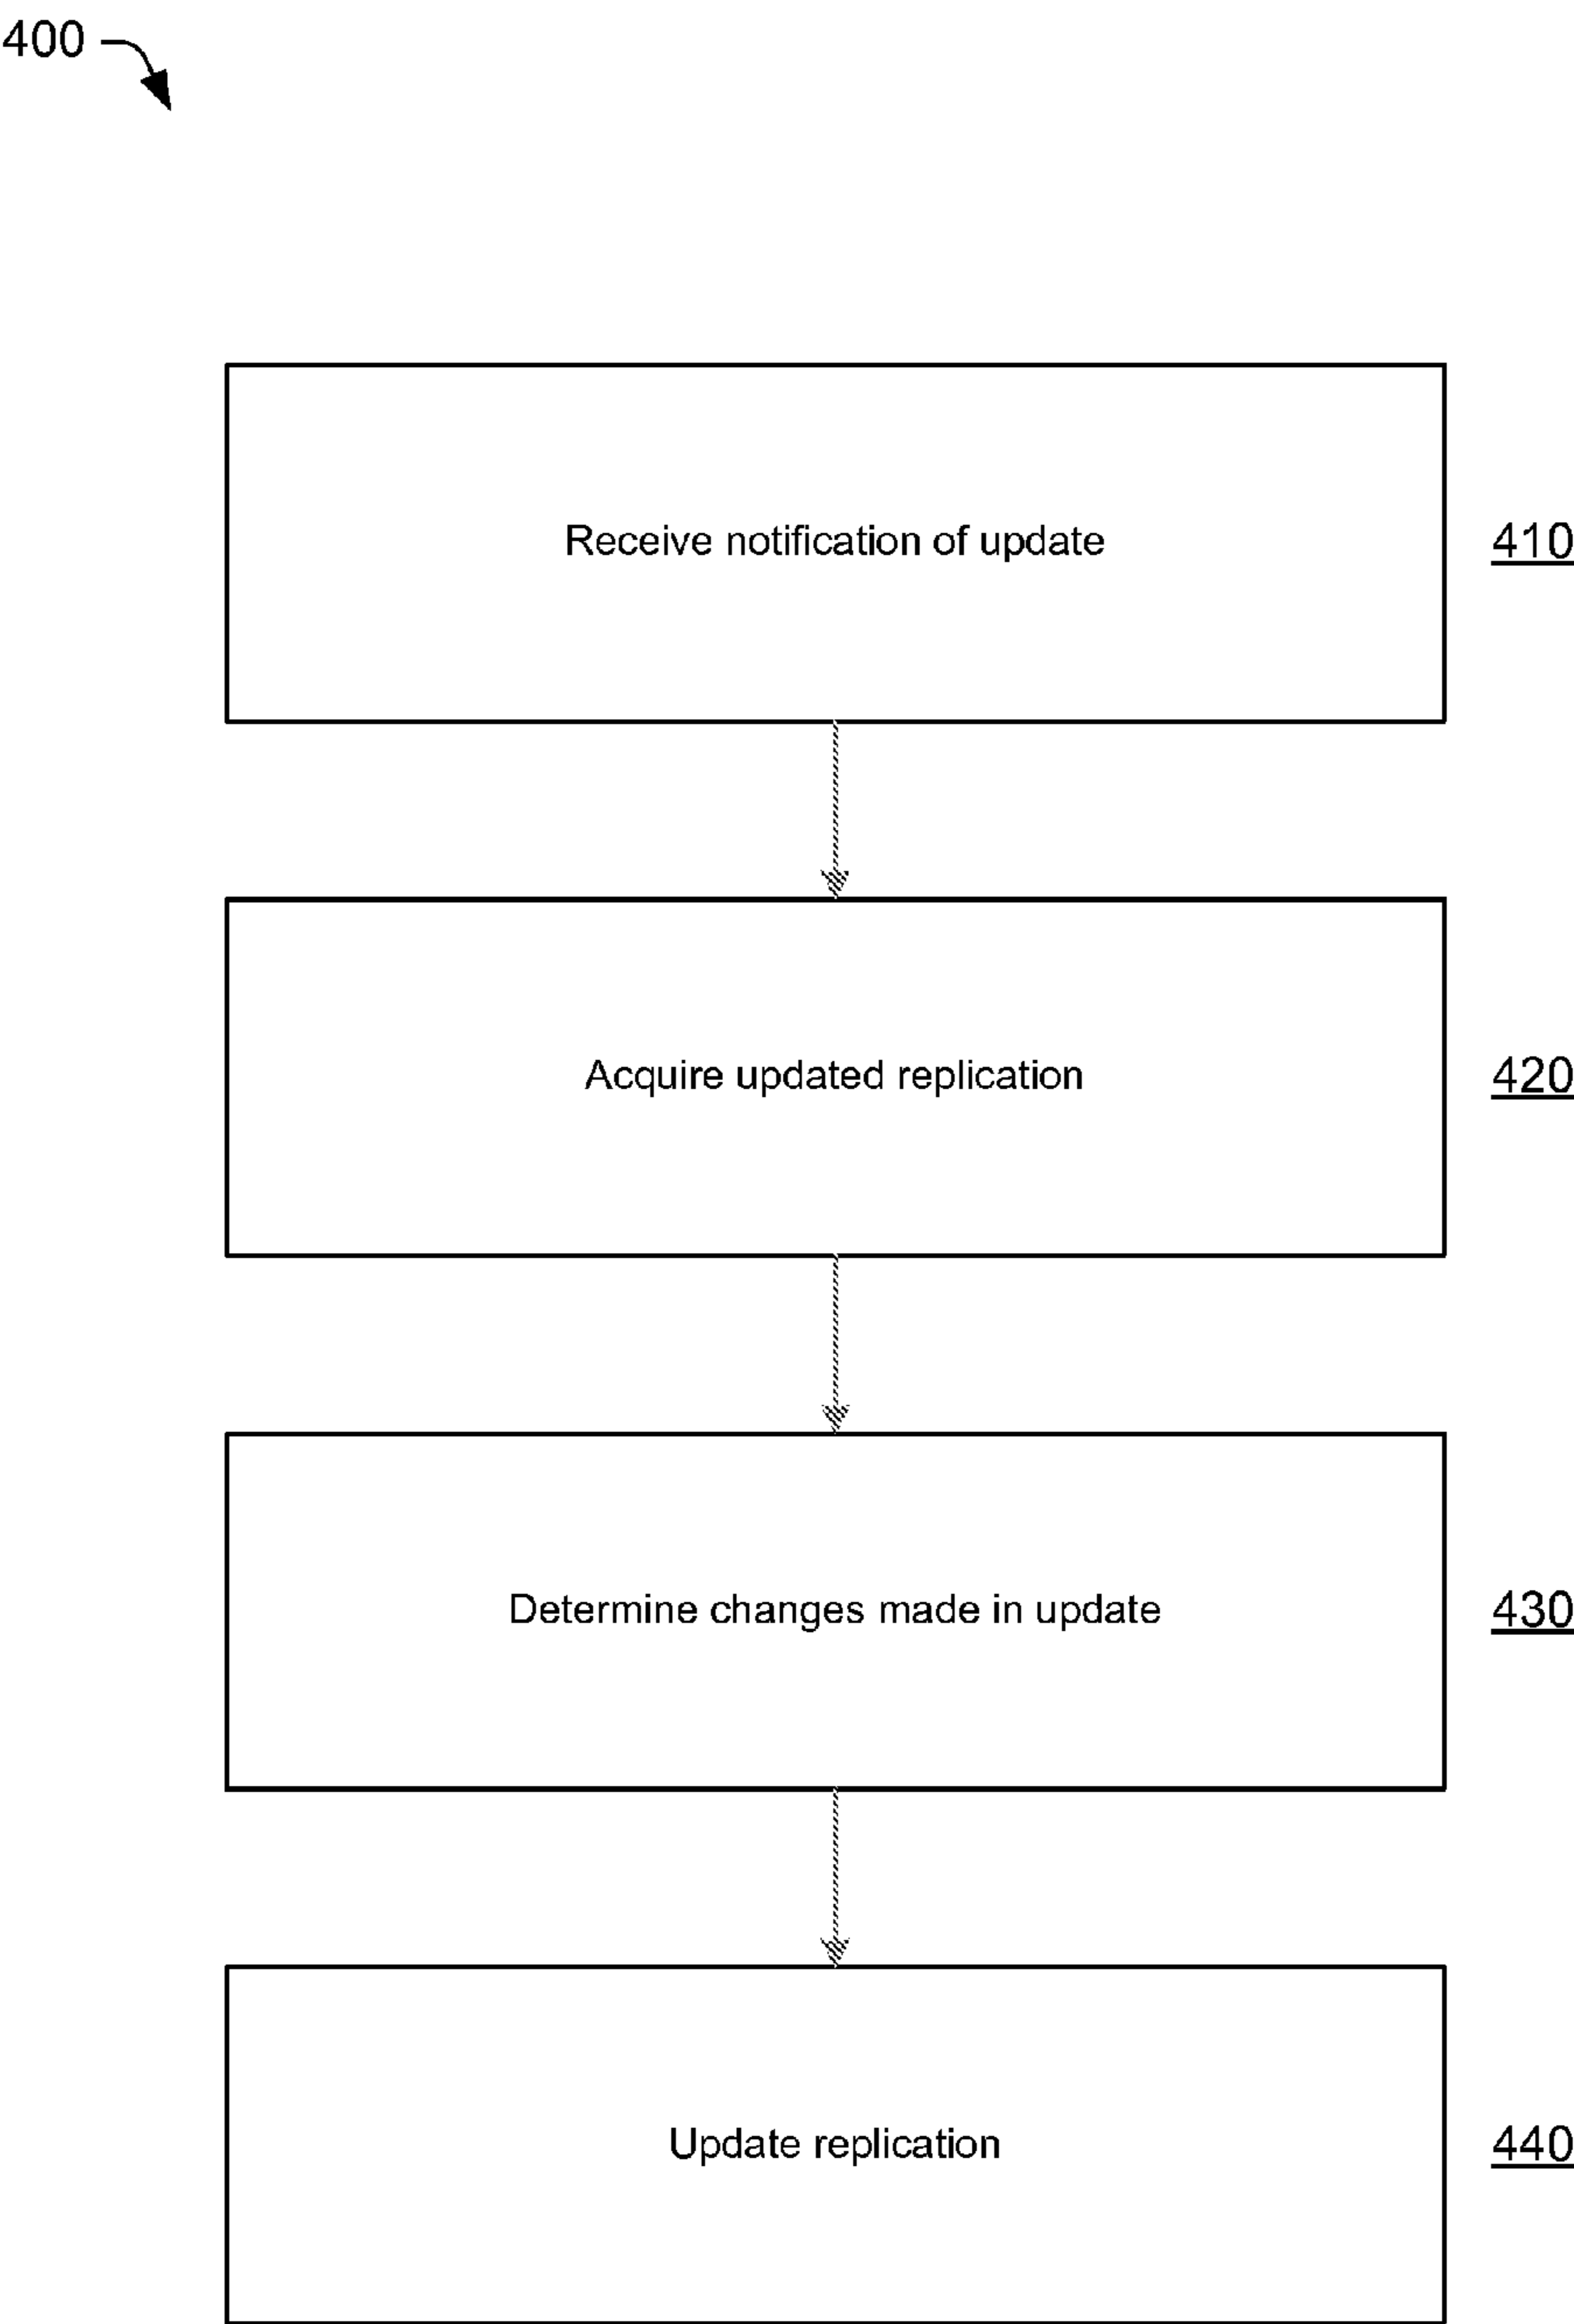 400
Receive notification of update
410
Acquire updated replication
420
Determine changes made in update
430
Update replication
440